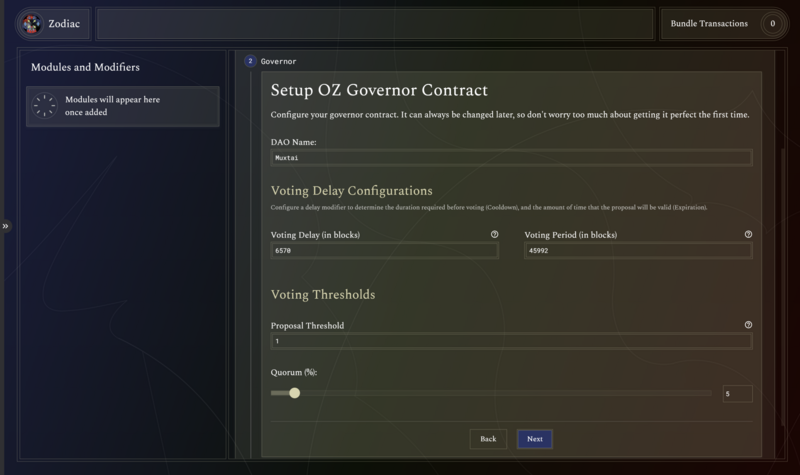 Zodiac
Bundle Transactions
0
Modules and Modifiers
Modules will appear here
once added
2
Governor
Setup OZ Governor Contract
Configure your governor contract. It can always be changed later, so don't worry too much about getting it perfect the first time.
DAO Name:
Muxtai
Voting Delay Configurations
Configure a delay modifier to determine the duration required before voting (Cooldown), and the amount of time that the proposal will be valid (Expiration).
Voting Delay (in blocks)
Voting Period (in blocks)
6570
45992
Voting Thresholds
Proposal Threshold
1
Quorum (%):
5
Back
Next